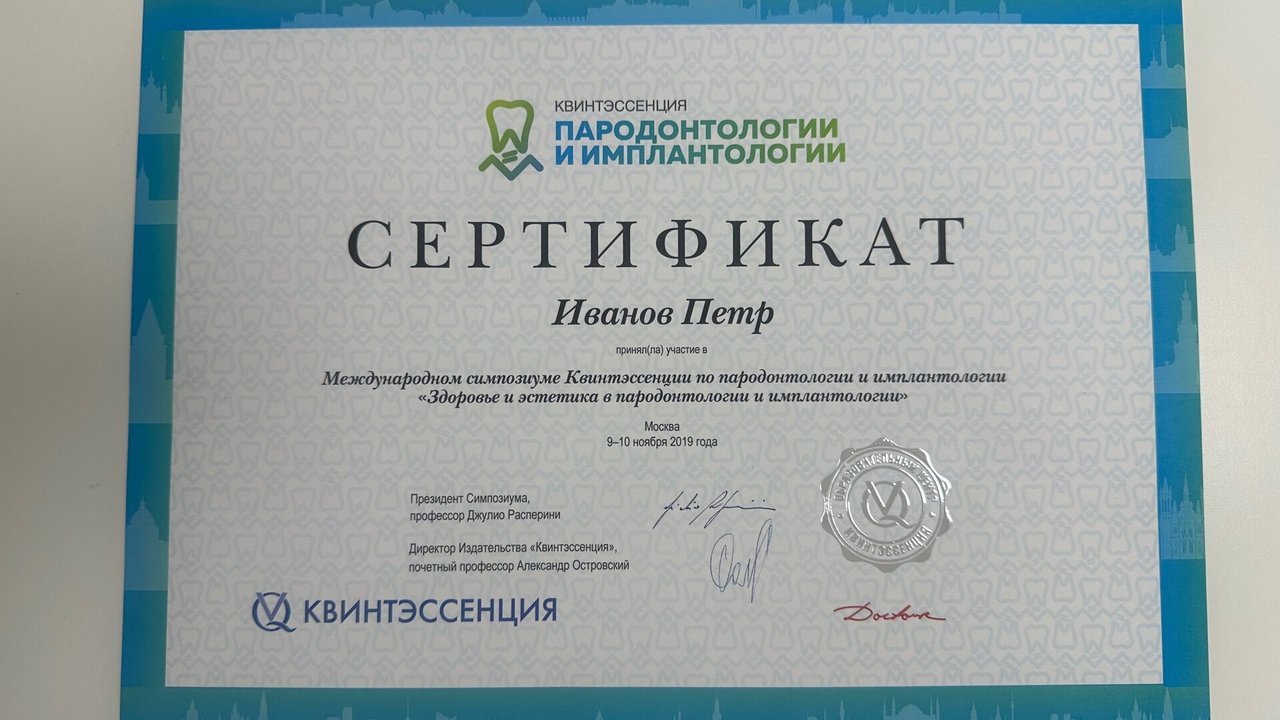 КВИНТЭССЕНЦИЯ
ПАРОДОНТОЛОГИИ
И ИМПЛАНТОЛОГИИ
СЕРТИФИКАТ
Иванов Петр
принял(ла) участие в
Международном симпозиуме Квинтэссенции по пародонтологии и имплантологии
«Здоровье и эстетика в пародонтологии и имплантологии»
Москва
9–10 ноября 2019 года
Президент Симпозиума,
профессор Джулио Расперини
Директор Издательства «Квинтэссенция»,
почетный профессор Александр Островский
КВИНТЭССЕНЦИЯ
КВИНТЭССЕНЦИЯ